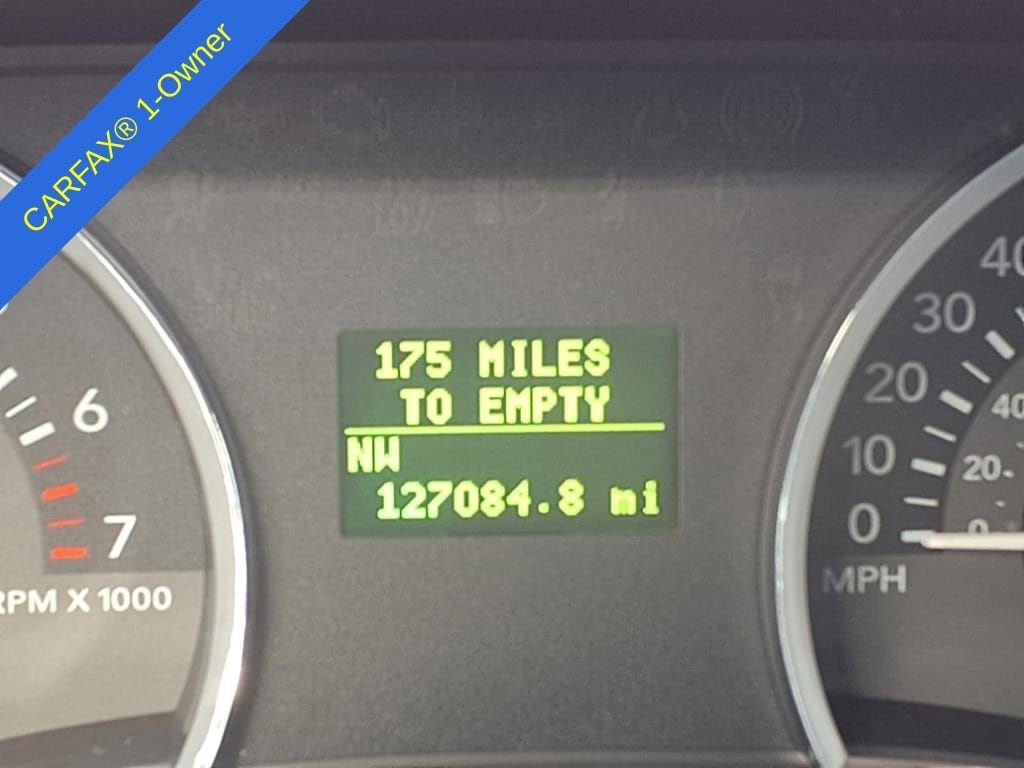 CARFAX® 1-Owner
175 MILES
TO EMPTY
NW
127084.8 mi
6
7
RPM X 1000
40
30
20
10
0
MPH
40
20
0